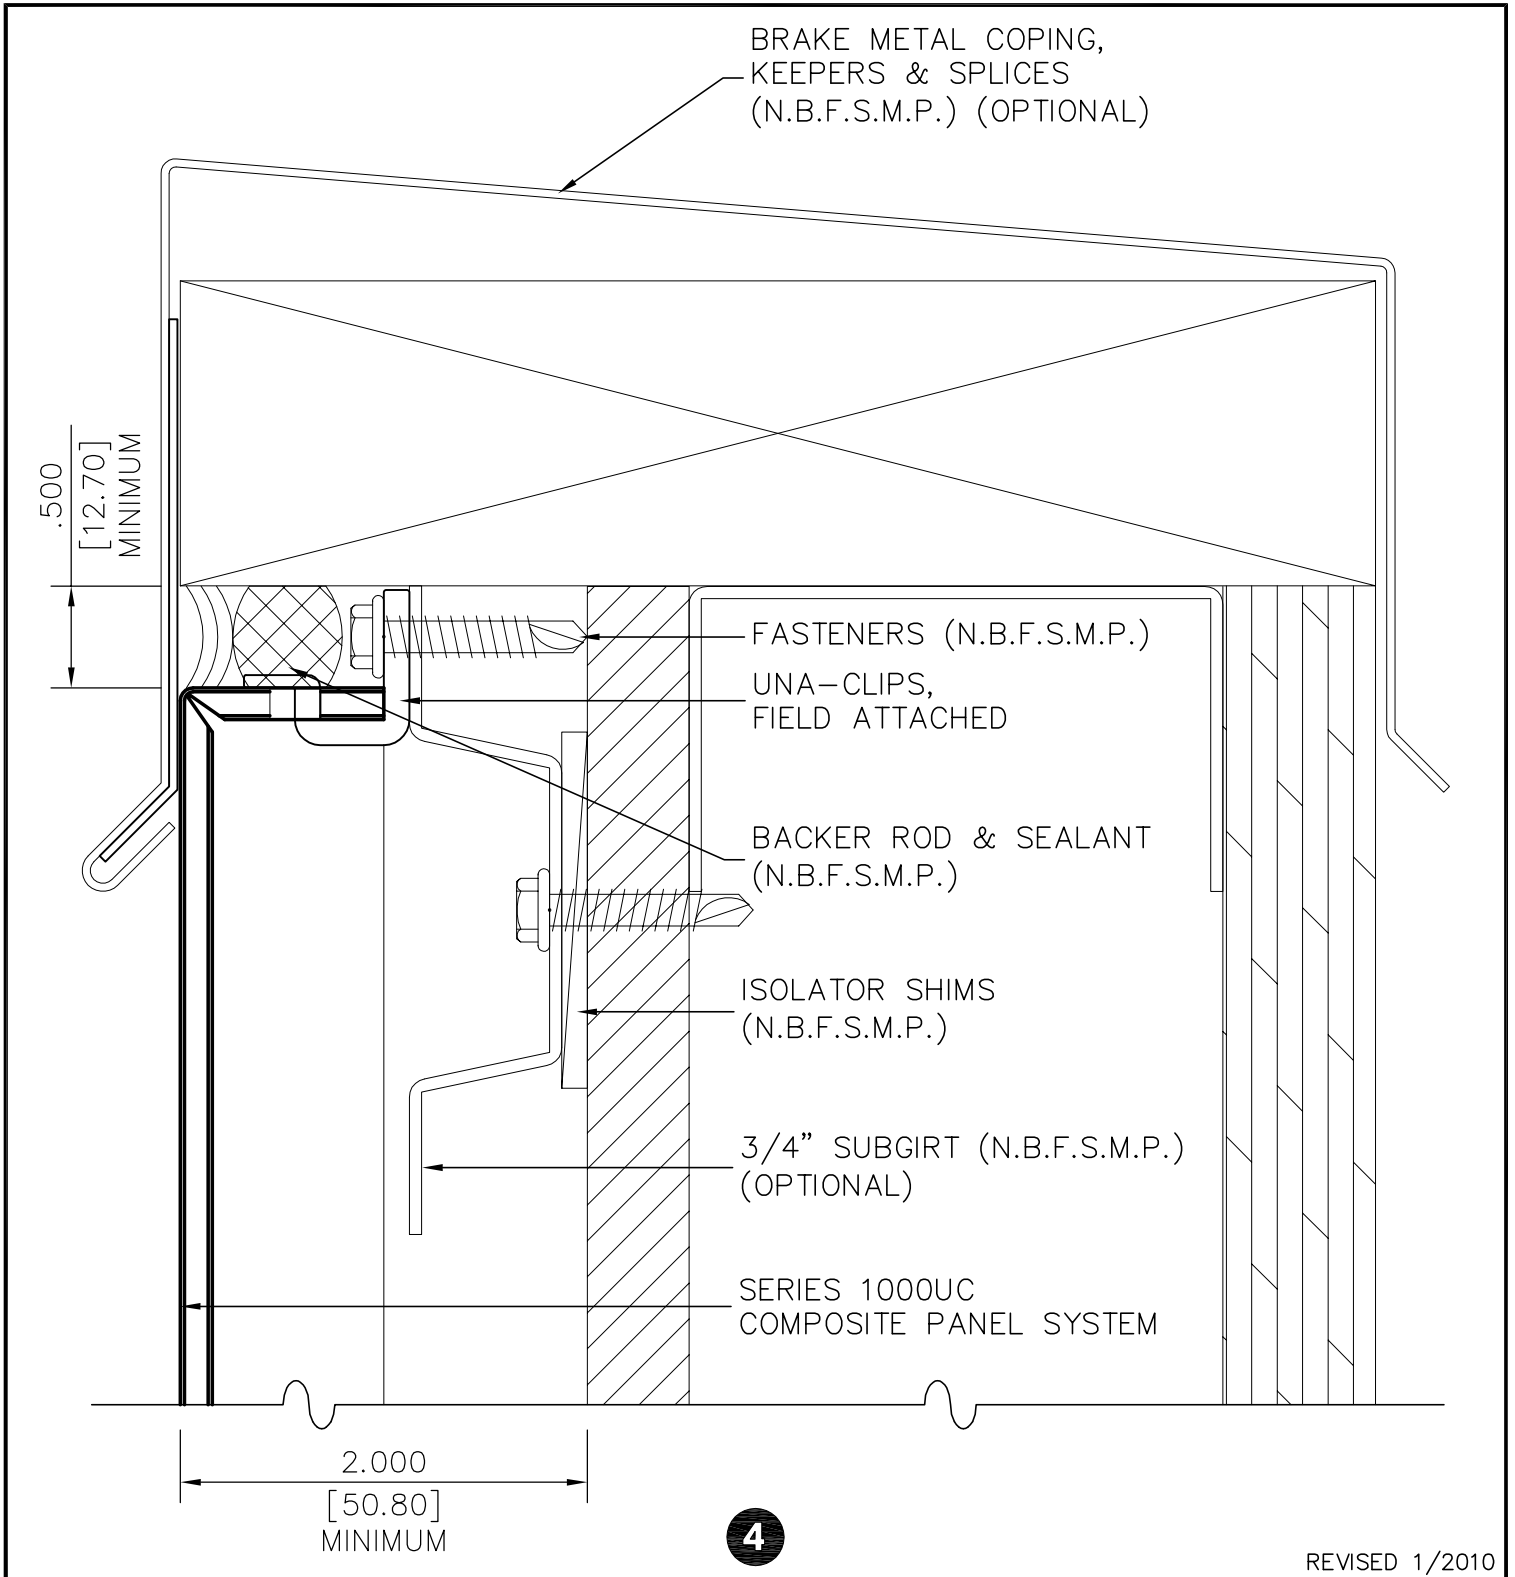 BRAKE METAL COPING,
KEEPERS & SPLICES
(N.B.F.S.M.P.) (OPTIONAL)
.500
[12.70]
MINIMUM
FASTENERS (N.B.F.S.M.P.)
UNA-CLIPS,
FIELD ATTACHED
BACKER ROD & SEALANT
(N.B.F.S.M.P.)
ISOLATOR SHIMS
(N.B.F.S.M.P.)
3/4" SUBGIRT (N.B.F.S.M.P.)
(OPTIONAL)
SERIES 1000UC
COMPOSITE PANEL SYSTEM
2.000
[50.80]
MINIMUM
4
REVISED 1/2010